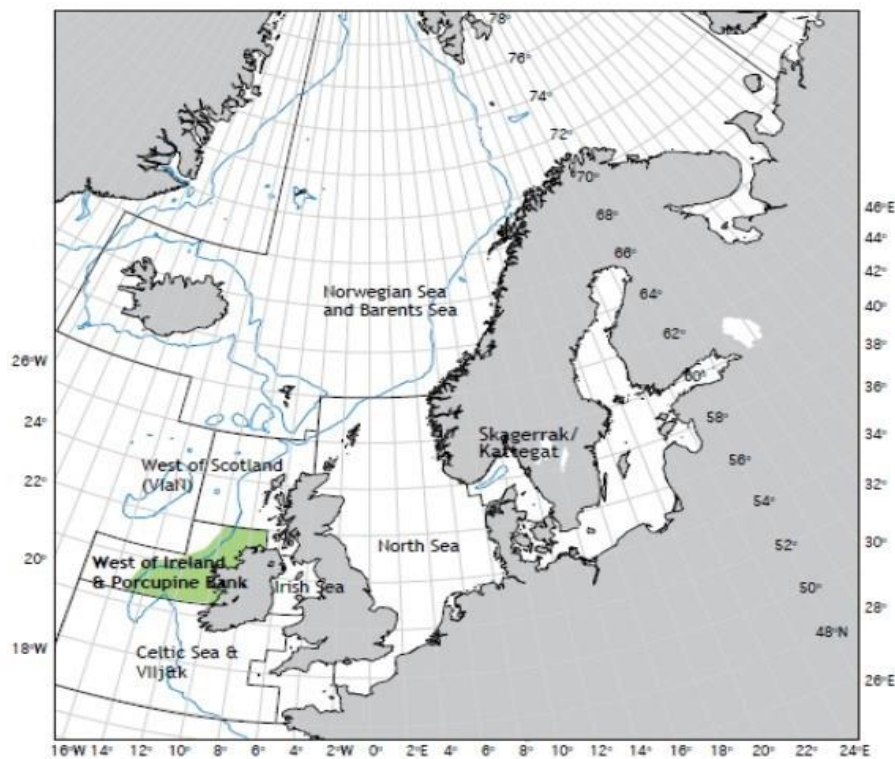 78°
76°
74°
72°
70°
68°
66°
64°
62°
60°
58°
56°
54°
52°
50°
48°N
46°E
44°
42°
40°
38°
36°
34°
32°
30°
28°
26°E
26°W
24°
22°
20°
18°W
Norwegian Sea
and Barents Sea
Skagerrak/
Kattegat
West of Scotland
(VIaN)
North Sea
West of Ireland
& Porcupine Bank
Irish Sea
Celtic Sea &
VIIj&k
16°W 14° 12° 10° 8° 6° 4° 2°W 0° 2°E 4° 6° 8° 10° 12° 14° 16° 18° 20° 22° 24°E